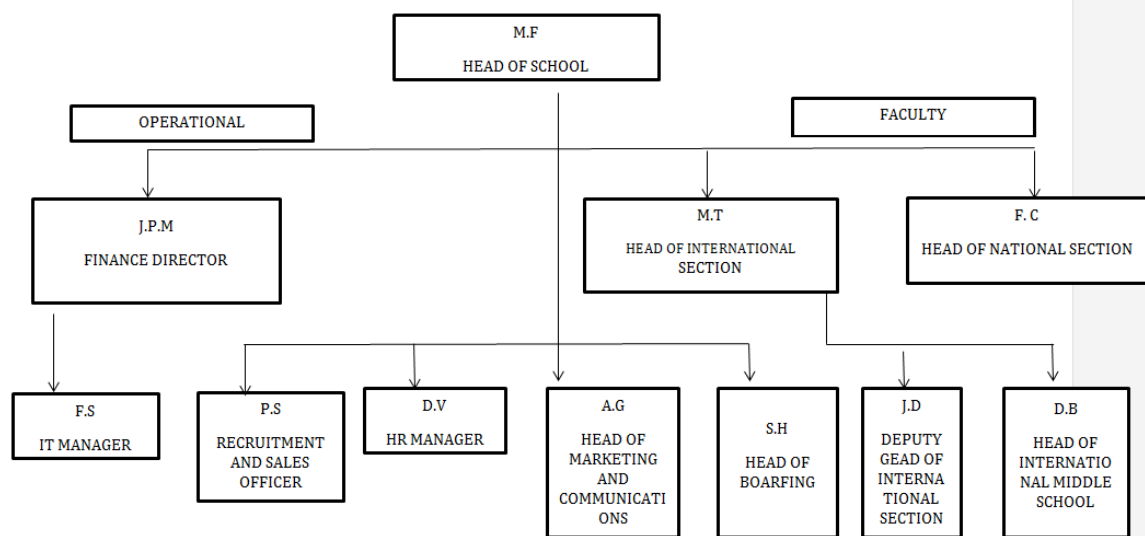 M.F
HEAD OF SCHOOL
OPERATIONAL
FACULTY
J.P.M
FINANCE DIRECTOR
M.T
HEAD OF INTERNATIONAL
SECTION
F. C
HEAD OF NATIONAL SECTION
F.S
IT MANAGER
P.S
RECRUITMENT
AND SALES
OFFICER
D.V
HR MANAGER
A.G
HEAD OF
MARKETING
AND
COMMUNICATI
ONS
S.H
HEAD OF
BOARFING
J.D
DEPUTY
GEAD OF
INTERNA
TIONAL
SECTION
D.B
HEAD OF
INTERNATIO
NAL MIDDLE
SCHOOL